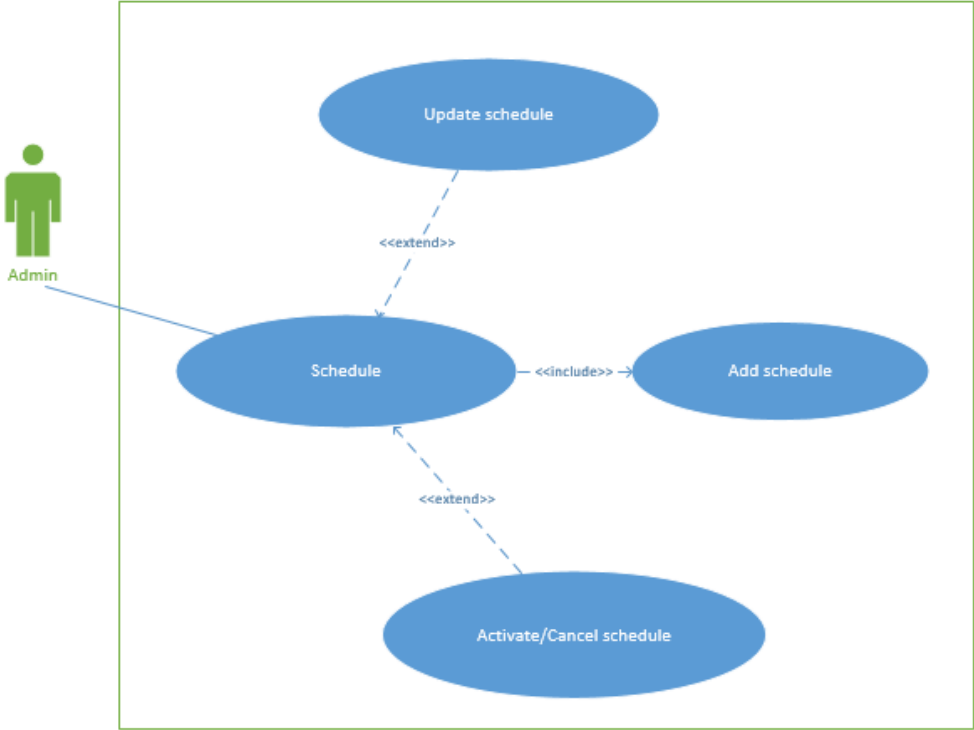 Update schedule
<<extend>>
Admin
Schedule
<<include>>
Add schedule
<<extend>>
Activate/Cancel schedule